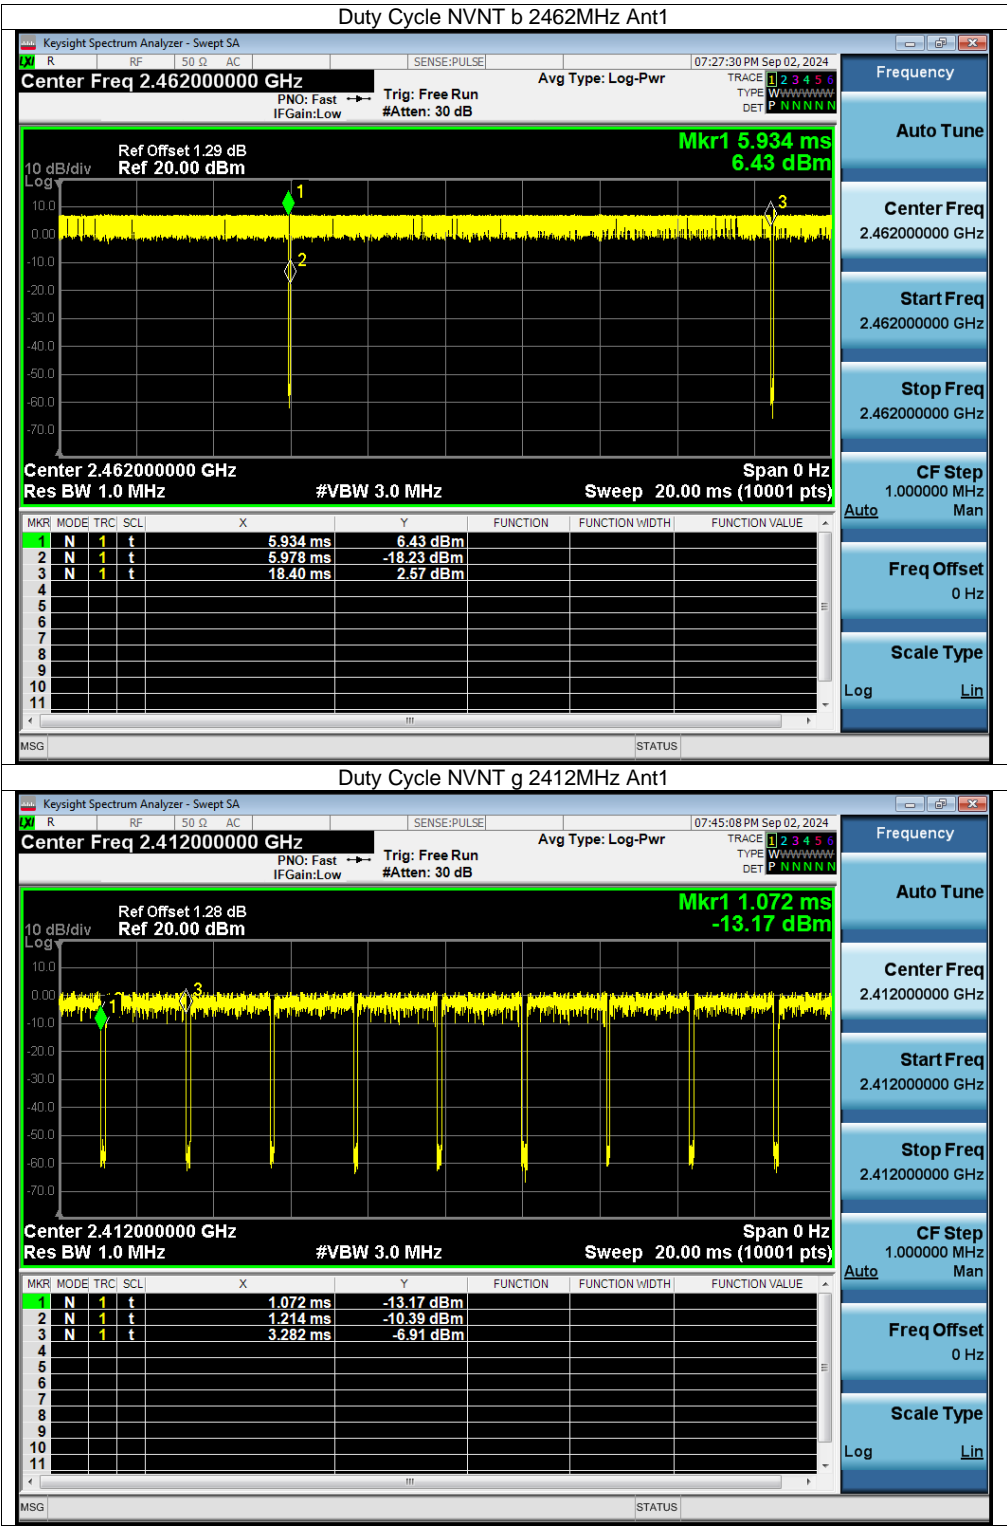 Duty Cycle NVNT b 2462MHz Ant1
Keysight Spectrum Analyzer - Swept SA
LXI R RF 50 Ω AC SENSE:PULSE 07:27:30 PM Sep 02, 2024
Center Freq 2.462000000 GHz
PNO: Fast
IFGain:Low
Trig: Free Run
#Atten: 30 dB
Avg Type: Log-Pwr
TRACE 1 2 3 4 5 6
TYPE WWWWWW
DET P N N N N N
Mkr1 5.934 ms
6.43 dBm
Ref Offset 1.29 dB
10 dB/div Ref 20.00 dBm
Log
10.0
0.00
-10.0
-20.0
-30.0
-40.0
-50.0
-60.0
-70.0
1
2
3
Center 2.462000000 GHz Span 0 Hz
Res BW 1.0 MHz #VBW 3.0 MHz Sweep 20.00 ms (10001 pts)
MKR MODE TRC SCL X Y FUNCTION FUNCTION WIDTH FUNCTION VALUE
1 N 1 t 5.934 ms 6.43 dBm
2 N 1 t 5.978 ms -18.23 dBm
3 N 1 t 18.40 ms 2.57 dBm
4
5
6
7
8
9
10
11
MSG STATUS
Frequency
Auto Tune
Center Freq
2.462000000 GHz
Start Freq
2.462000000 GHz
Stop Freq
2.462000000 GHz
CF Step
1.000000 MHz
Auto Man
Freq Offset
0 Hz
Scale Type
Log Lin
Duty Cycle NVNT g 2412MHz Ant1
Keysight Spectrum Analyzer - Swept SA
LXI R RF 50 Ω AC SENSE:PULSE 07:45:08 PM Sep 02, 2024
Center Freq 2.412000000 GHz
PNO: Fast
IFGain:Low
Trig: Free Run
#Atten: 30 dB
Avg Type: Log-Pwr
TRACE 1 2 3 4 5 6
TYPE WWWWWW
DET P N N N N N
Mkr1 1.072 ms
-13.17 dBm
Ref Offset 1.28 dB
10 dB/div Ref 20.00 dBm
Log
10.0
0.00
-10.0
-20.0
-30.0
-40.0
-50.0
-60.0
-70.0
1
3
Center 2.412000000 GHz Span 0 Hz
Res BW 1.0 MHz #VBW 3.0 MHz Sweep 20.00 ms (10001 pts)
MKR MODE TRC SCL X Y FUNCTION FUNCTION WIDTH FUNCTION VALUE
1 N 1 t 1.072 ms -13.17 dBm
2 N 1 t 1.214 ms -10.39 dBm
3 N 1 t 3.282 ms -6.91 dBm
4
5
6
7
8
9
10
11
MSG STATUS
Frequency
Auto Tune
Center Freq
2.412000000 GHz
Start Freq
2.412000000 GHz
Stop Freq
2.412000000 GHz
CF Step
1.000000 MHz
Auto Man
Freq Offset
0 Hz
Scale Type
Log Lin